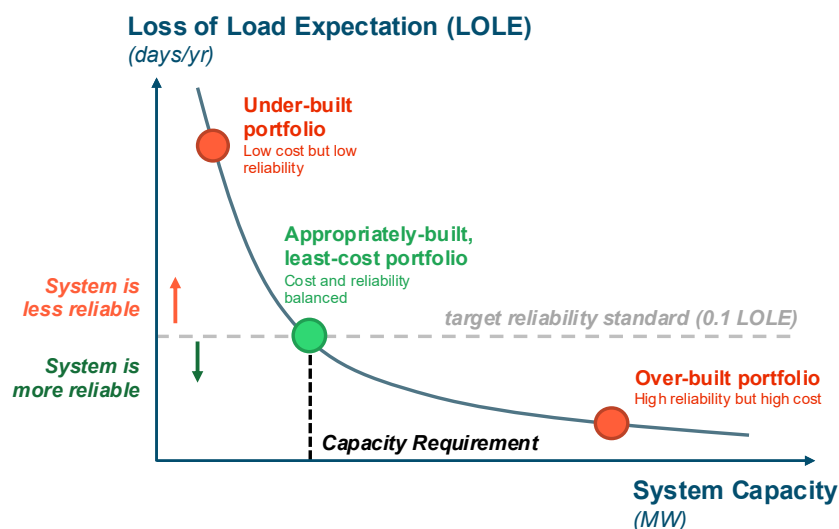 Loss of Load Expectation (LOLE)
(days/yr)
Under-built
portfolio
Low cost but low
reliability
Appropriately-built,
least-cost portfolio
Cost and reliability
balanced
System is
less reliable
target reliability standard (0.1 LOLE)
System is
more reliable
Over-built portfolio
High reliability but high cost
Capacity Requirement
System Capacity
(MW)